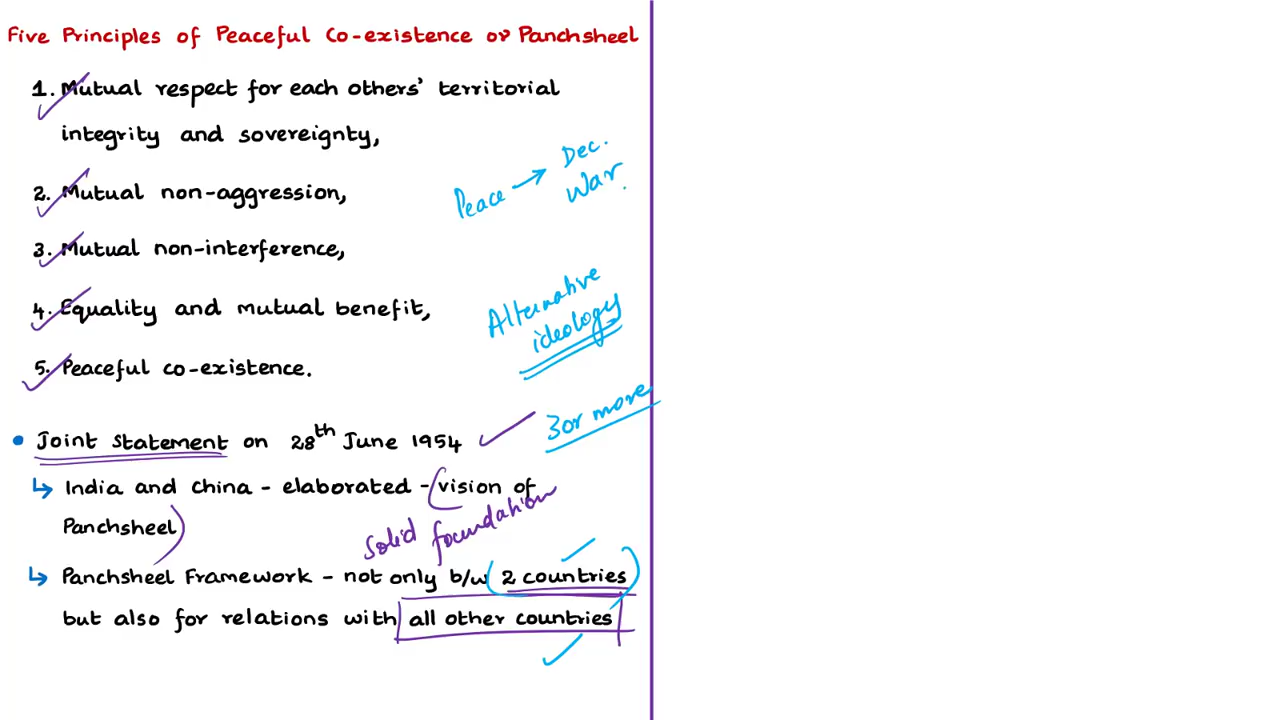 Five Principles of Peaceful Co-existence or Panchsheel
1. Mutual respect for each others' territorial
integrity and sovereignty,
2. Mutual non-aggression,
3. Mutual non-interference,
4. Equality and mutual benefit,
5. Peaceful co-existence.
Peace → Dec.
War.
Alternative
ideology
3 or more
• Joint Statement on 28th June 1954
↳ India and China - elaborated - (vision of
Panchsheel)
solid foundation
↳ Panchsheel Framework - not only b/w (2 countries)
but also for relations with all other countries